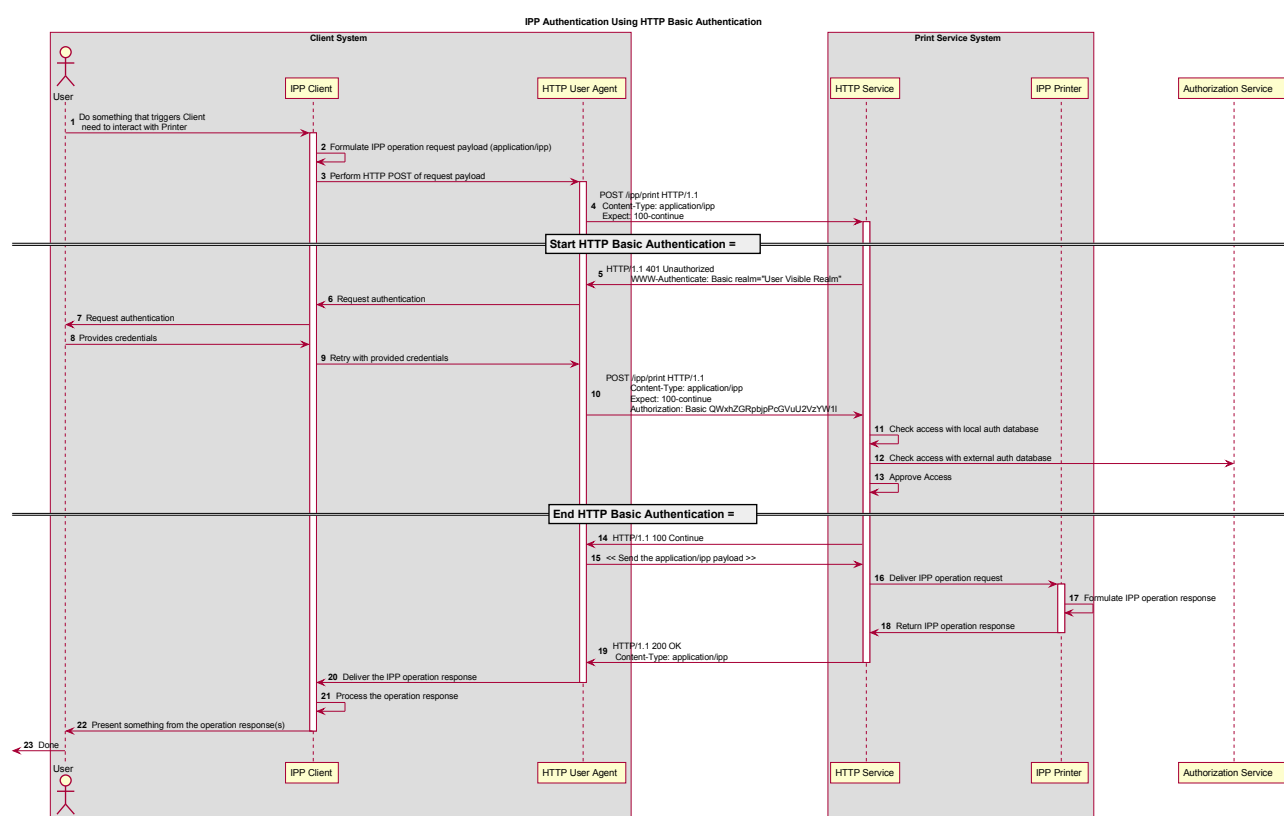 IPP Authentication Using HTTP Basic Authentication
Client System
Print Service System
User
IPP Client
HTTP User Agent
HTTP Service
IPP Printer
Authorization Service
1 Do something that triggers Client
need to interact with Printer
2 Formulate IPP operation request payload (application/ipp)
3 Perform HTTP POST of request payload
POST /ipp/print HTTP/1.1
4 Content-Type: application/ipp
Expect: 100-continue
Start HTTP Basic Authentication =
5 HTTP/1.1 401 Unauthorized
WWW-Authenticate: Basic realm="User Visible Realm"
6 Request authentication
7 Request authentication
8 Provides credentials
9 Retry with provided credentials
POST /ipp/print HTTP/1.1
Content-Type: application/ipp
10 Expect: 100-continue
Authorization: Basic QWxhZGRpbjpPcGVuU2VzYW1l
11 Check access with local auth database
12 Check access with external auth database
13 Approve Access
End HTTP Basic Authentication =
14 HTTP/1.1 100 Continue
15 << Send the application/ipp payload >>
16 Deliver IPP operation request
17 Formulate IPP operation response
18 Return IPP operation response
19 HTTP/1.1 200 OK
Content-Type: application/ipp
20 Deliver the IPP operation response
21 Process the operation response
22 Present something from the operation response(s)
23 Done
User
IPP Client
HTTP User Agent
HTTP Service
IPP Printer
Authorization Service